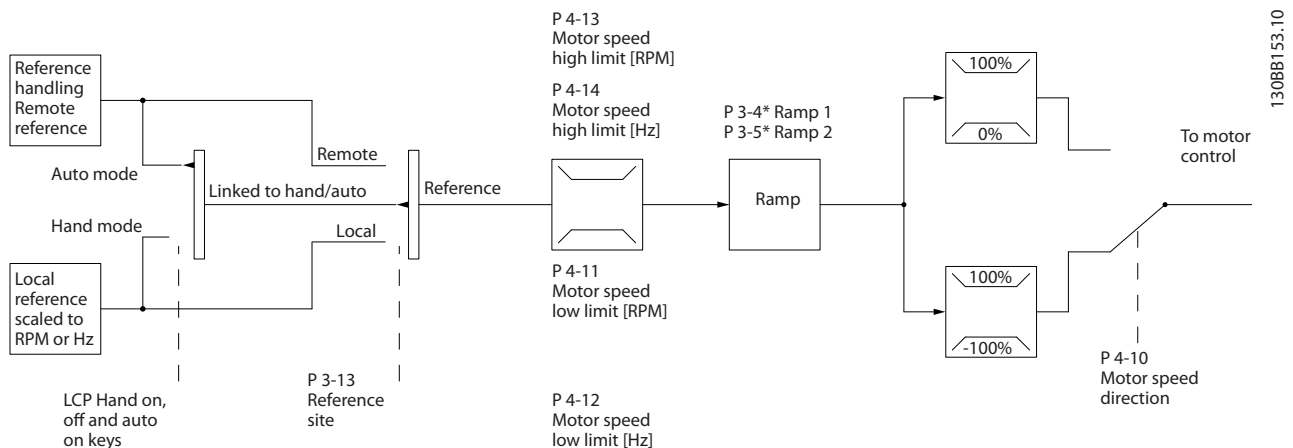 Reference
handling
Remote
reference
Auto mode
Hand mode
Local
reference
scaled to
RPM or Hz
LCP Hand on,
off and auto
on keys
Linked to hand/auto
Remote
Local
P 3-13
Reference
site
Reference
P 4-13
Motor speed
high limit [RPM]
P 4-14
Motor speed
high limit [Hz]
P 4-11
Motor speed
low limit [RPM]
P 4-12
Motor speed
low limit [Hz]
P 3-4* Ramp 1
P 3-5* Ramp 2
Ramp
100%
0%
100%
-100%
To motor
control
P 4-10
Motor speed
direction
130BB153.10